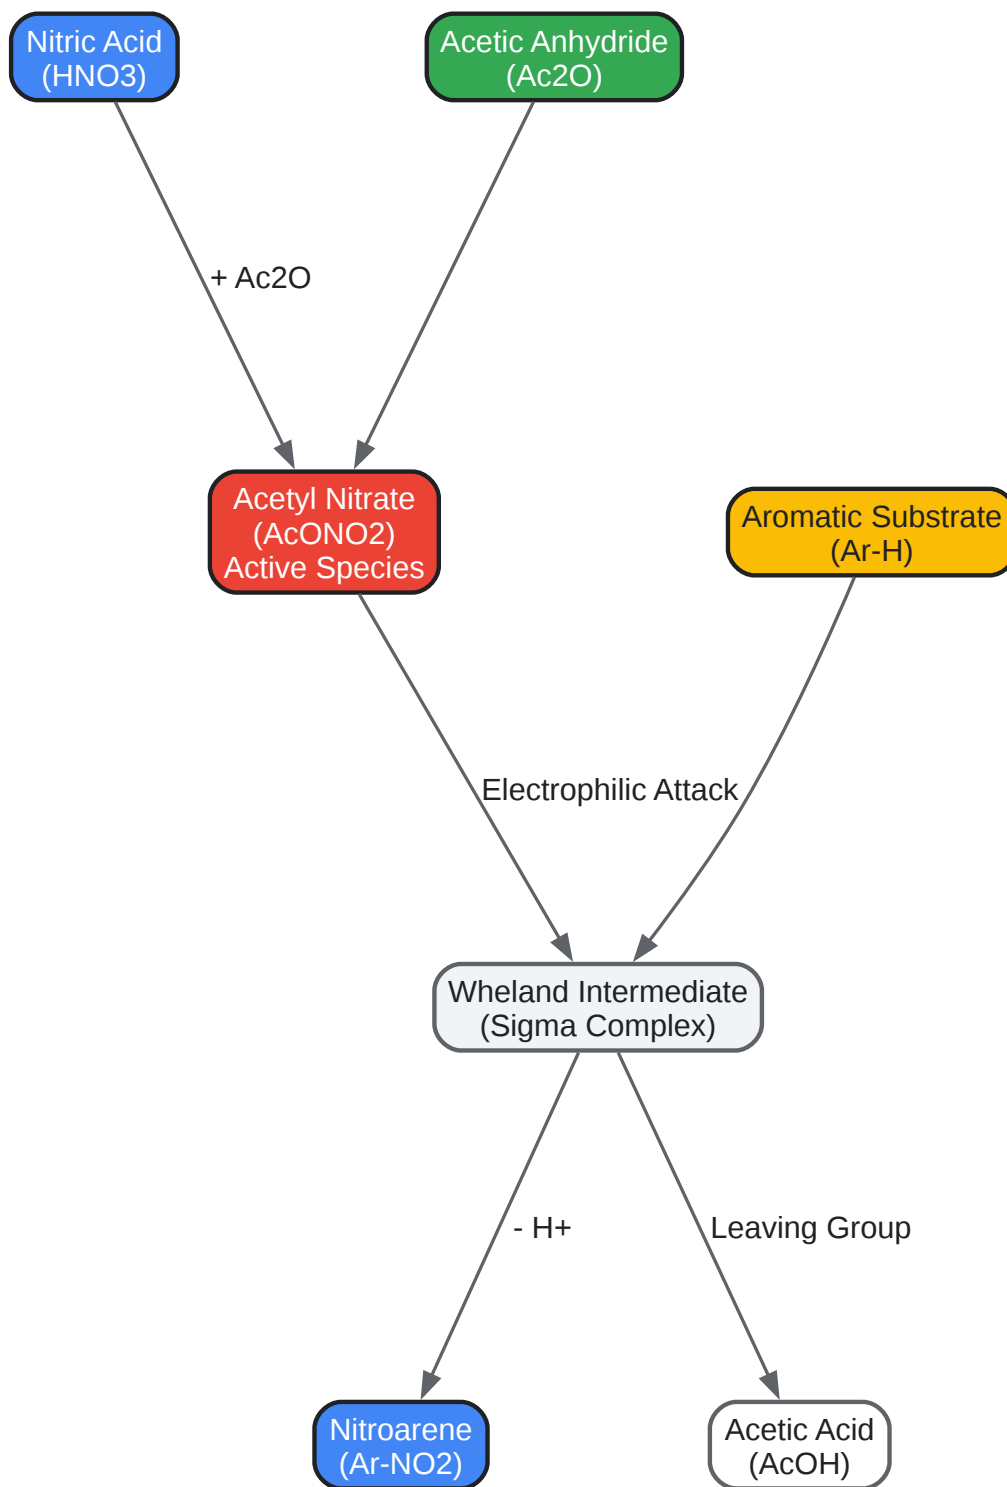 Nitric Acid
(HNO3)
Acetic Anhydride
(Ac2O)
+ Ac2O
Acetyl Nitrate
(AcONO2)
Active Species
Aromatic Substrate
(Ar-H)
Electrophilic Attack
Wheland Intermediate
(Sigma Complex)
- H+
Leaving Group
Nitroarene
(Ar-NO2)
Acetic Acid
(AcOH)